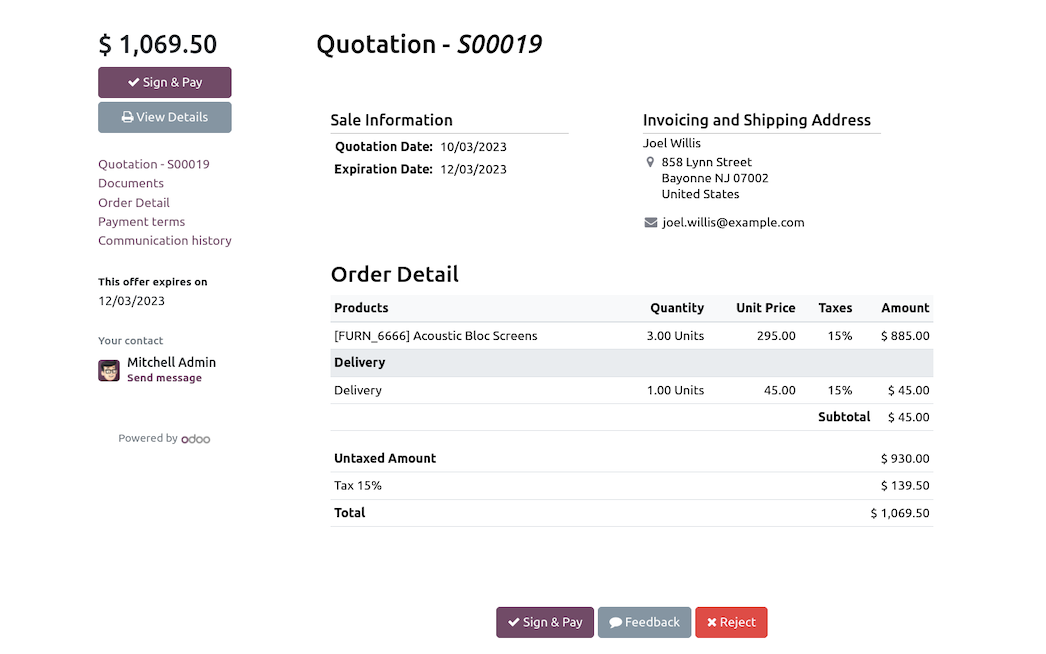 $ 1,069.50
Sign & Pay
View Details
Quotation - S00019
Documents
Order Detail
Payment terms
Communication history
This offer expires on
12/03/2023
Your contact
Mitchell Admin
Send message
Powered by odoo
Quotation - S00019
Sale Information
Quotation Date: 10/03/2023
Expiration Date: 12/03/2023
Invoicing and Shipping Address
Joel Willis
858 Lynn Street
Bayonne NJ 07002
United States
joel.willis@example.com
Order Detail
Products Quantity Unit Price Taxes Amount
[FURN_6666] Acoustic Bloc Screens 3.00 Units 295.00 15% $ 885.00
Delivery
Delivery 1.00 Units 45.00 15% $ 45.00
Subtotal $ 45.00
Untaxed Amount $ 930.00
Tax 15% $ 139.50
Total $ 1,069.50
Sign & Pay Feedback Reject